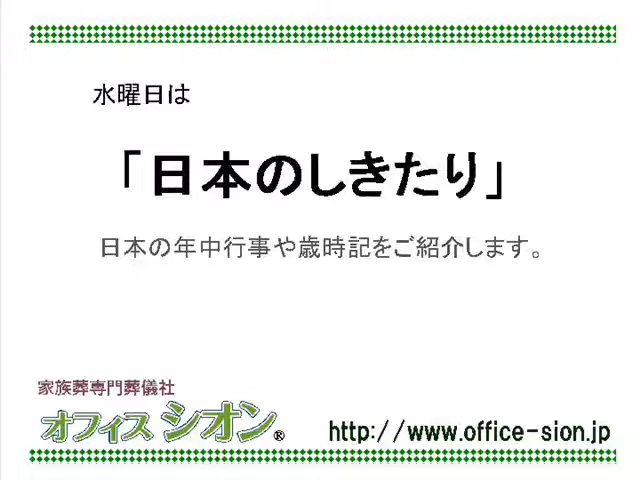 水曜日は
「日本のしきたり」
日本の年中行事や歳時記をご紹介します。
家族葬専門葬儀社
オフィスシオン®
http://www.office-sion.jp